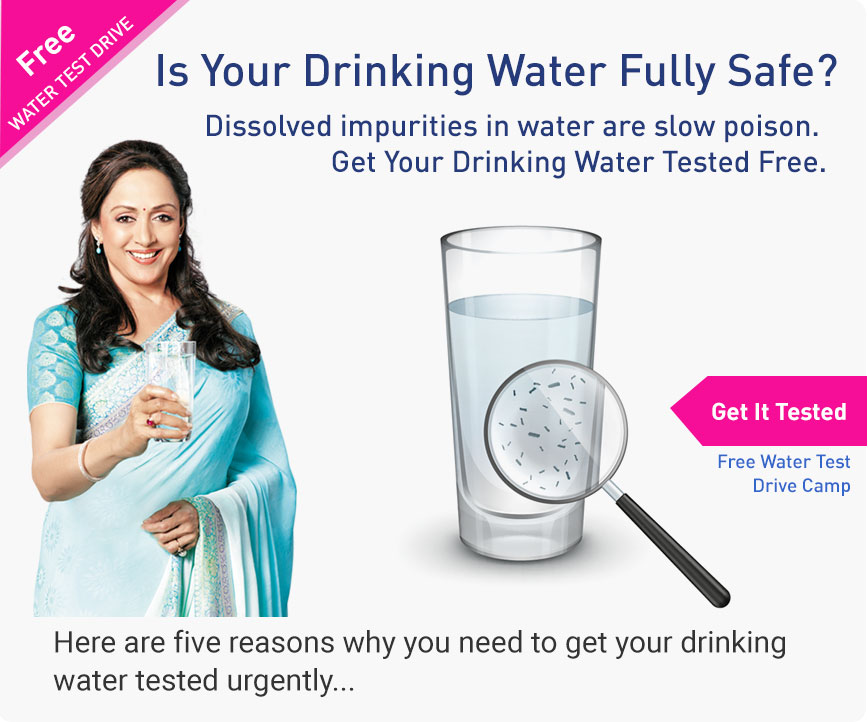 Free
WATER TEST DRIVE
Is Your Drinking Water Fully Safe?
Dissolved impurities in water are slow poison.
Get Your Drinking Water Tested Free.
Get It Tested
Free Water Test
Drive Camp
Here are five reasons why you need to get your drinking
water tested urgently...